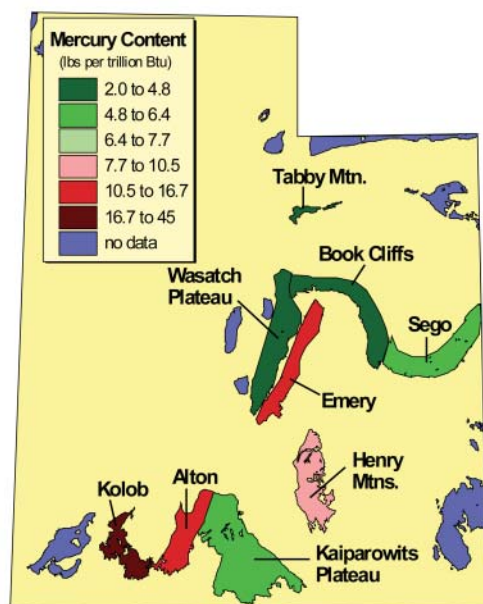 Mercury Content
(lbs per trillion Btu)
2.0 to 4.8
4.8 to 6.4
6.4 to 7.7
7.7 to 10.5
10.5 to 16.7
16.7 to 45
no data
Tabby Mtn.
Book Cliffs
Wasatch
Plateau
Sego
Emery
Henry
Mtns.
Alton
Kolob
Kaiparowits
Plateau